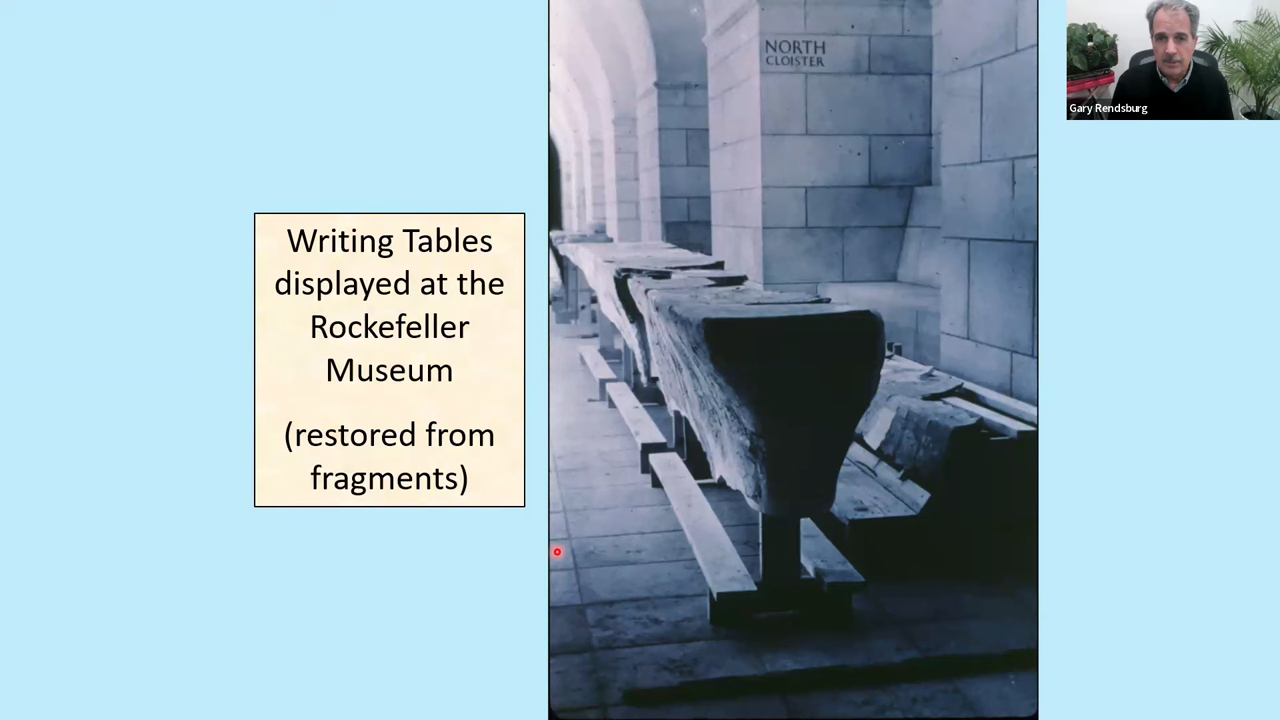 Writing Tables
displayed at the
Rockefeller
Museum
(restored from
fragments)
NORTH
CLOISTER
Gary Rendsburg